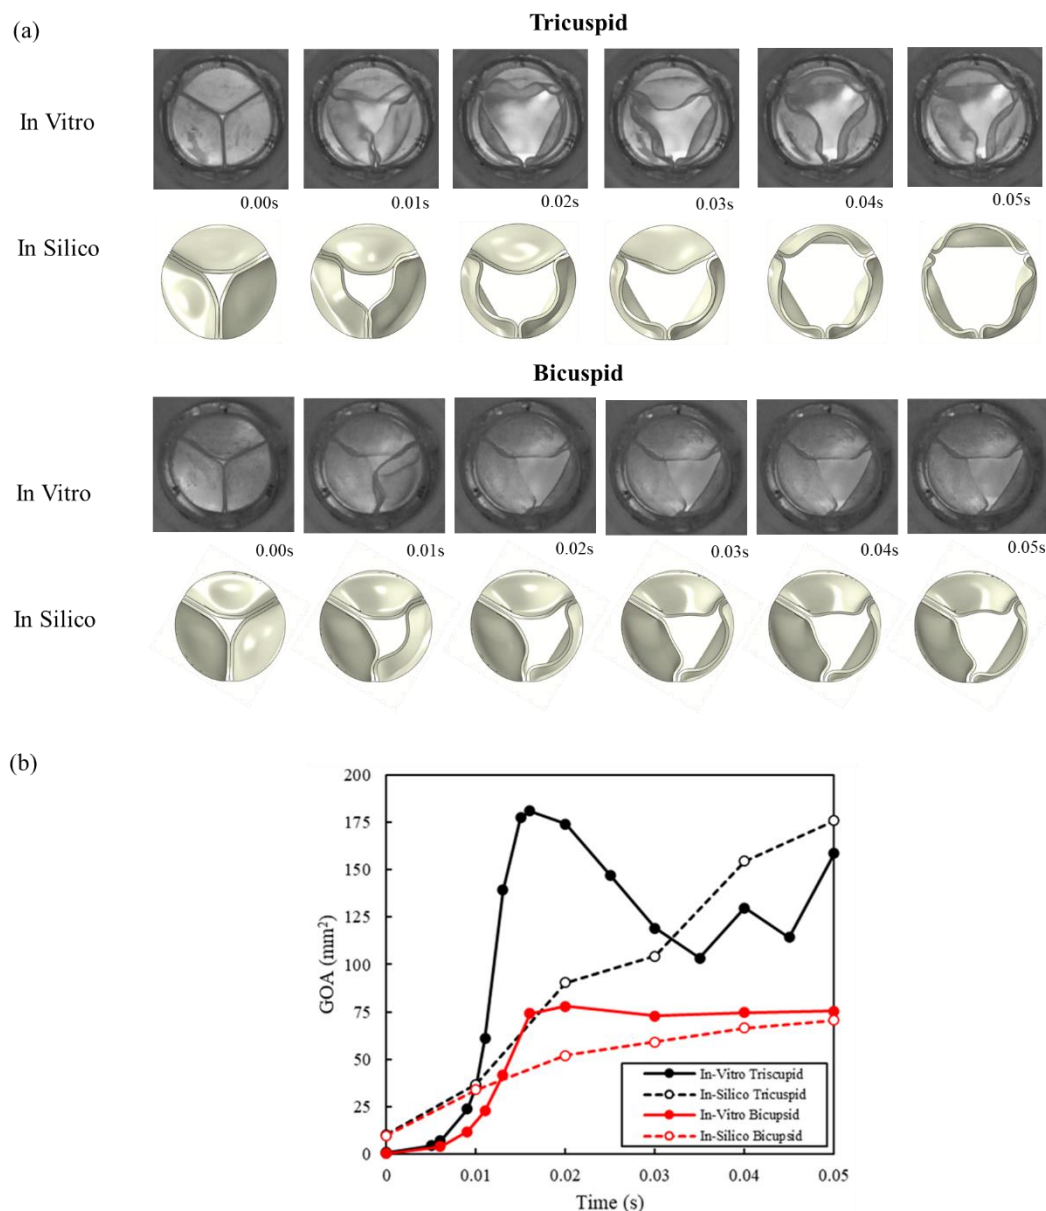 (a)
Tricuspid
In Vitro
0.00s 0.01s 0.02s 0.03s 0.04s 0.05s
In Silico
Bicuspid
In Vitro
0.00s 0.01s 0.02s 0.03s 0.04s 0.05s
In Silico
(b)
200
175
150
125
100
75
50
25
0
GOA (mm²)
In-Vitro Triscupid
In-Silico Tricuspid
In-Vitro Bicupsid
In-Silico Bicupsid
0 0.01 0.02 0.03 0.04 0.05
Time (s)